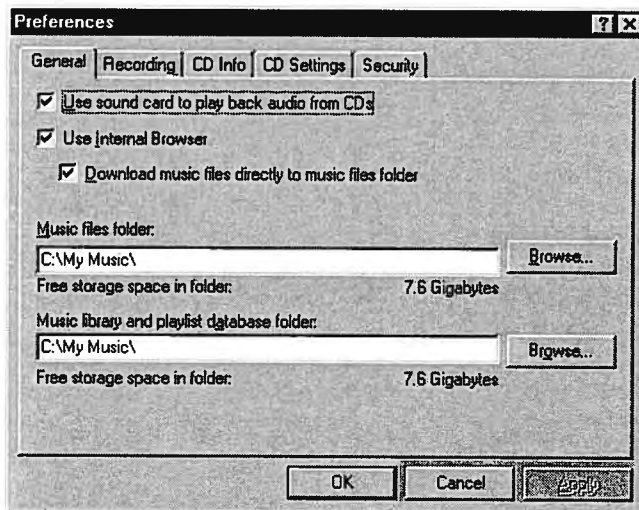 Preferences
General Recording CD Info CD Settings Security
Use sound card to play back audio from CDs
Use Internal Browser
Download music files directly to music files folder
Music files folder:
C:\My Music\ Browse...
Free storage space in folder: 7.6 Gigabytes
Music library and playlist database folder:
C:\My Music\ Browse...
Free storage space in folder: 7.6 Gigabytes
OK Cancel Apply